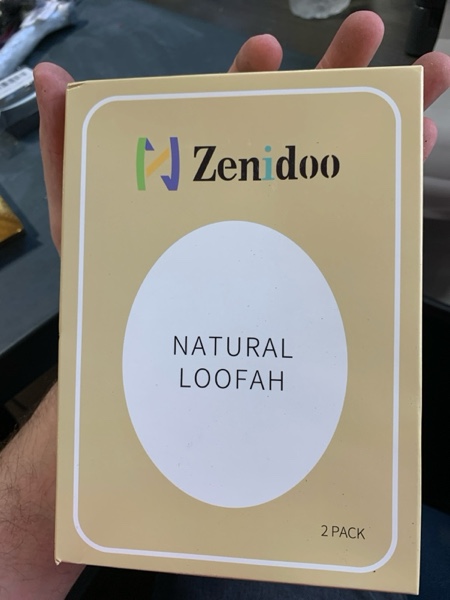 Zenidoo
NATURAL
LOOFAH
2 PACK